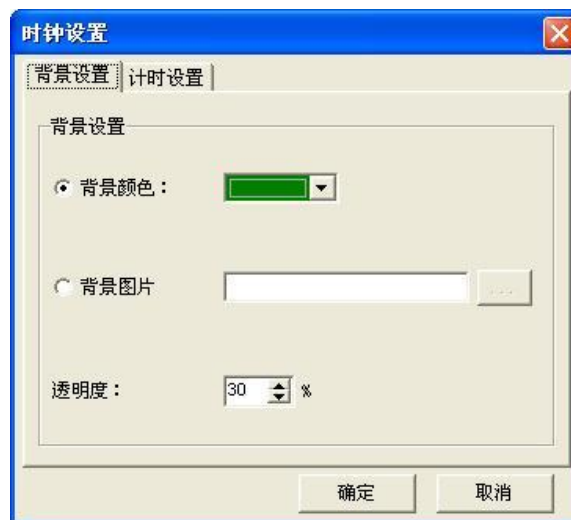 时钟设置
背景设置 计时设置
背景设置
背景颜色：
背景图片 ...
透明度： 30 %
确定 取消